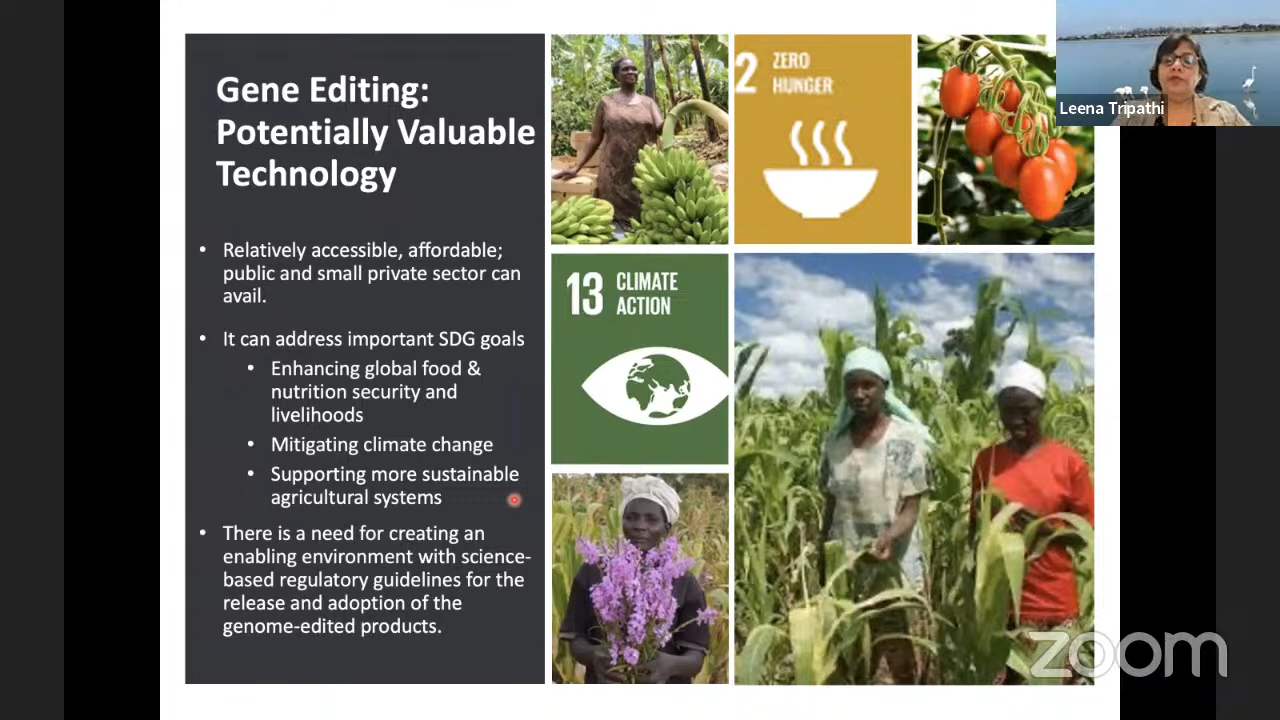 Gene Editing:
Potentially Valuable
Technology
• Relatively accessible, affordable;
public and small private sector can
avail.
• It can address important SDG goals
• Enhancing global food &
nutrition security and
livelihoods
• Mitigating climate change
• Supporting more sustainable
agricultural systems
• There is a need for creating an
enabling environment with science-
based regulatory guidelines for the
release and adoption of the
genome-edited products.
2 ZERO
HUNGER
13 CLIMATE
ACTION
Leena Tripathi
zoom